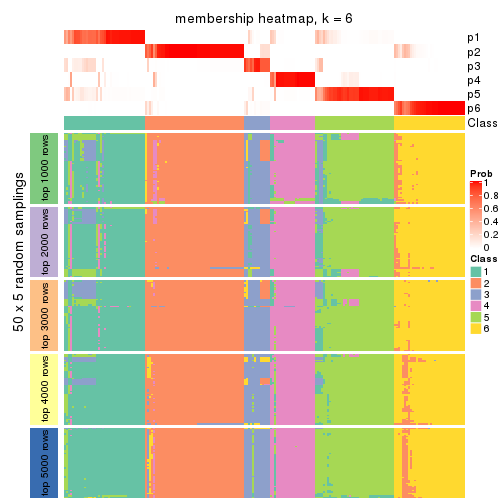 membership heatmap, k = 6
p1
p2
p3
p4
p5
p6
Class
50 x 5 random samplings
top 1000 rows
top 2000 rows
top 3000 rows
top 4000 rows
top 5000 rows
Prob
1
0.8
0.6
0.4
0.2
0
Class
1
2
3
4
5
6